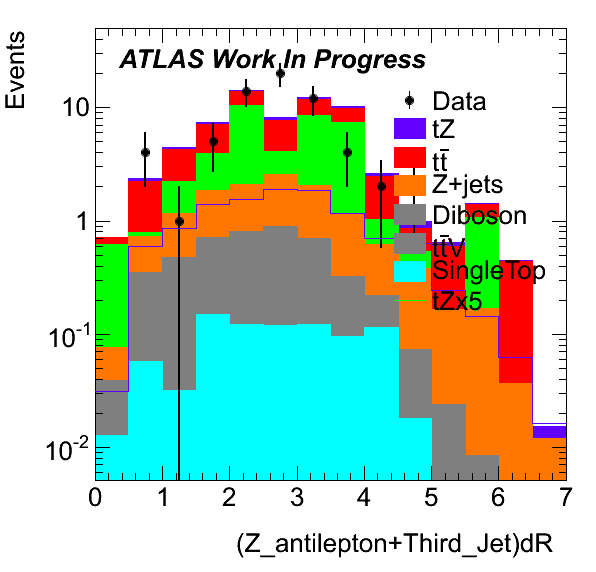 Events
ATLAS Work In Progress
Data
tZ
tt̄
Z+jets
Diboson
tt̄V
SingleTop
tZx5
10
1
10⁻¹
10⁻²
0 1 2 3 4 5 6 7
(Z_antilepton+Third_Jet)dR